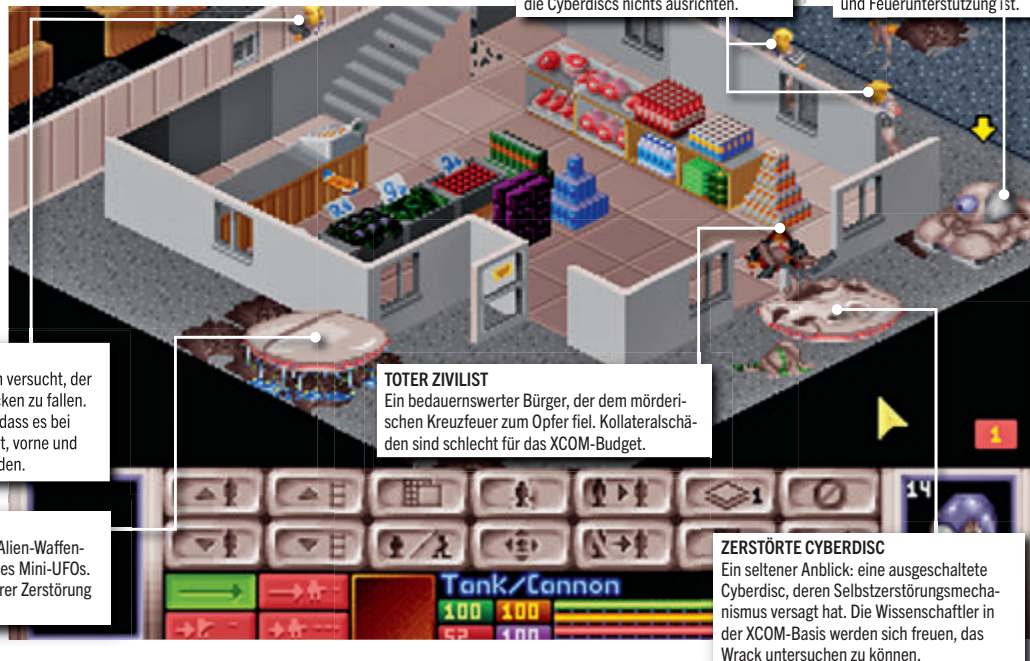 die Cyberdiscs nichts ausrichten.
und Feuerunterstützung ist.
versucht, der
cken zu fallen.
dass es bei
t, vorne und
den.
TOTER ZIVILIST
Ein bedauernswerter Bürger, der dem mörderi-
schen Kreuzfeuer zum Opfer fiel. Kollateralschä-
den sind schlecht für das XCOM-Budget.
1
1
14
Alien-Waffen-
es Mini-UFOs.
rer Zerstörung
ZERSTÖRTE CYBERDISC
Ein seltener Anblick: eine ausgeschaltete
Cyberdisc, deren Selbstzerstörungsmecha-
nismus versagt hat. Die Wissenschaftler in
der XCOM-Basis werden sich freuen, das
Wrack untersuchen zu können.
Tank/Cannon
100 100
52 100